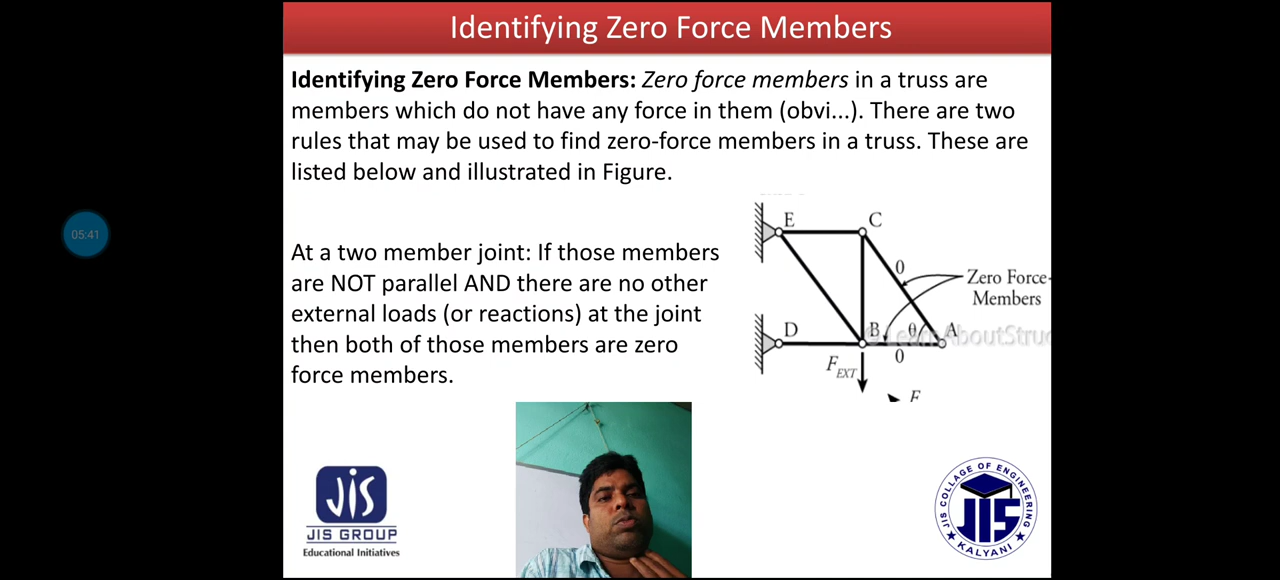 Identifying Zero Force Members
Identifying Zero Force Members: Zero force members in a truss are
members which do not have any force in them (obvi...). There are two
rules that may be used to find zero-force members in a truss. These are
listed below and illustrated in Figure.
At a two member joint: If those members
are NOT parallel AND there are no other
external loads (or reactions) at the joint
then both of those members are zero
force members.
E
C
0
Zero Force-
Members
D
B
θ
A
0
F EXT
F
05:41
JIS
JIS GROUP
Educational Initiatives
JIS COLLAGE OF ENGINEERING
JIS
KALYANI